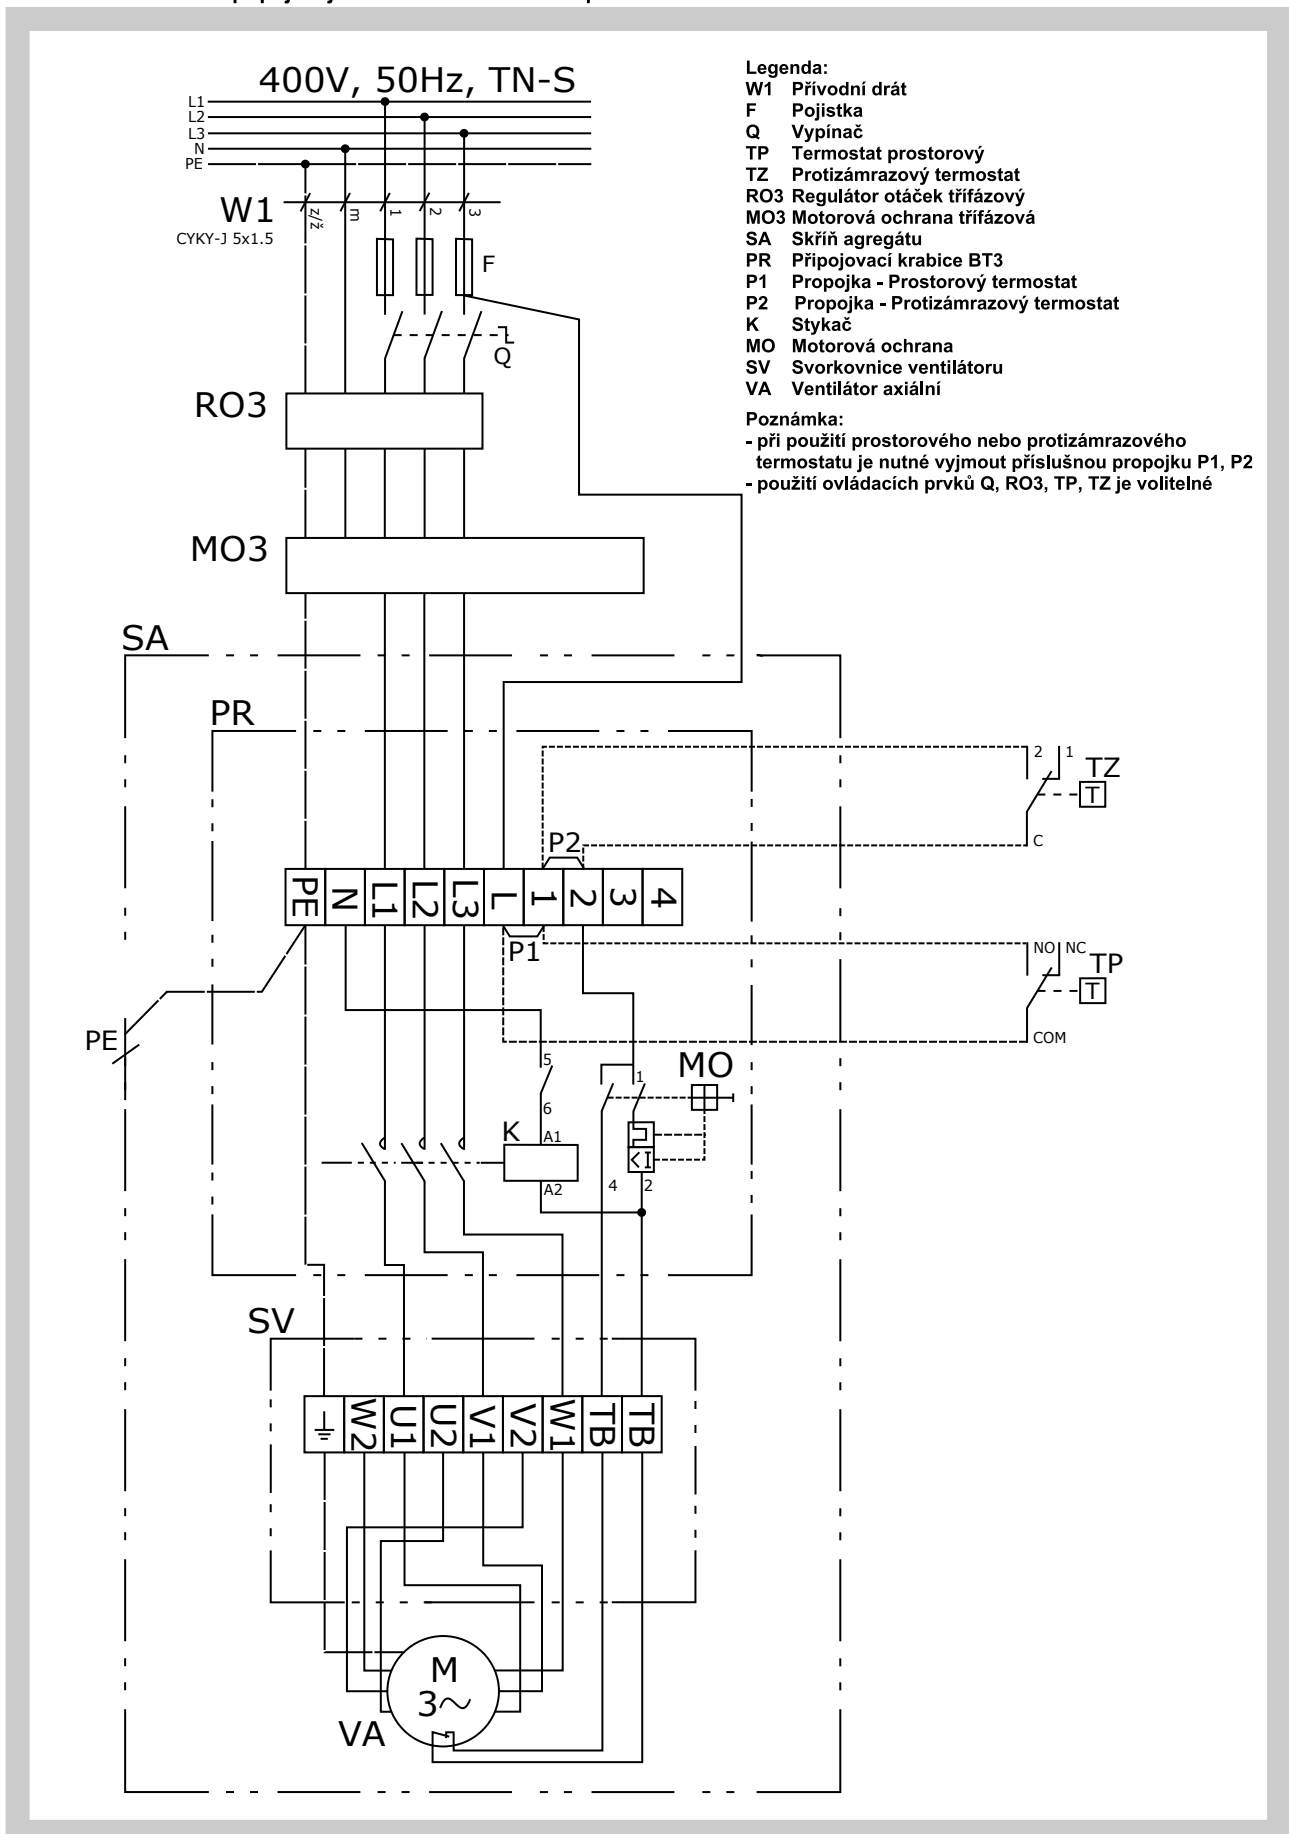 400V, 50Hz, TN-S
L1
L2
L3
N
PE
W1
CYKY-J 5x1.5
z/ž
m
1
2
3
F
Q
RO3
MO3
Legenda:
W1 Přívodní drát
F Pojistka
Q Vypínač
TP Termostat prostorový
TZ Protizámrazový termostat
RO3 Regulátor otáček třífázový
MO3 Motorová ochrana třífázová
SA Skříň agregátu
PR Připojovací krabice BT3
P1 Propojka - Prostorový termostat
P2 Propojka - Protizámrazový termostat
K Stykač
MO Motorová ochrana
SV Svorkovnice ventilátoru
VA Ventilátor axiální
Poznámka:
- při použití prostorového nebo protizámrazového
termostatu je nutné vyjmout příslušnou propojku P1, P2
- použití ovládacích prvků Q, RO3, TP, TZ je volitelné
SA
PR
2 1
TZ
T
C
P2
PE N L1 L2 L3 L 1 2 3 4
P1
NO NC
TP
T
COM
PE
5
6
MO
1
K
A1
A2
4
2
SV
W2 U1 U2 V1 V2 W1 TB TB
M
3
VA